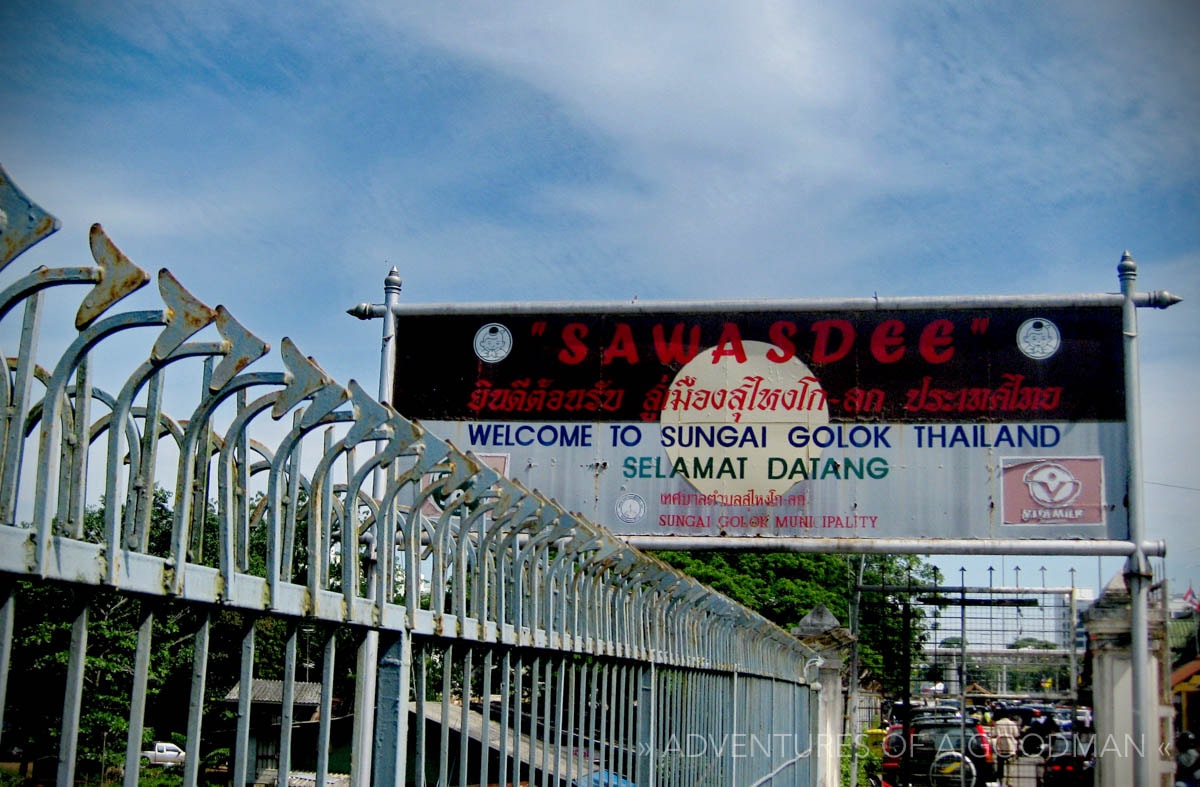 "SAWASDEE"
ยินดีต้อนรับ สู่เมืองสุไหงโก-ลก ประเทศไทย
WELCOME TO SUNGAI GOLOK THAILAND
SELAMAT DATANG
เทศบาลตำบลสุไหงโก-ลก
SUNGAI GOLOK MUNICIPALITY
VITAMILK
» ADVENTURES OF A GOODMAN «